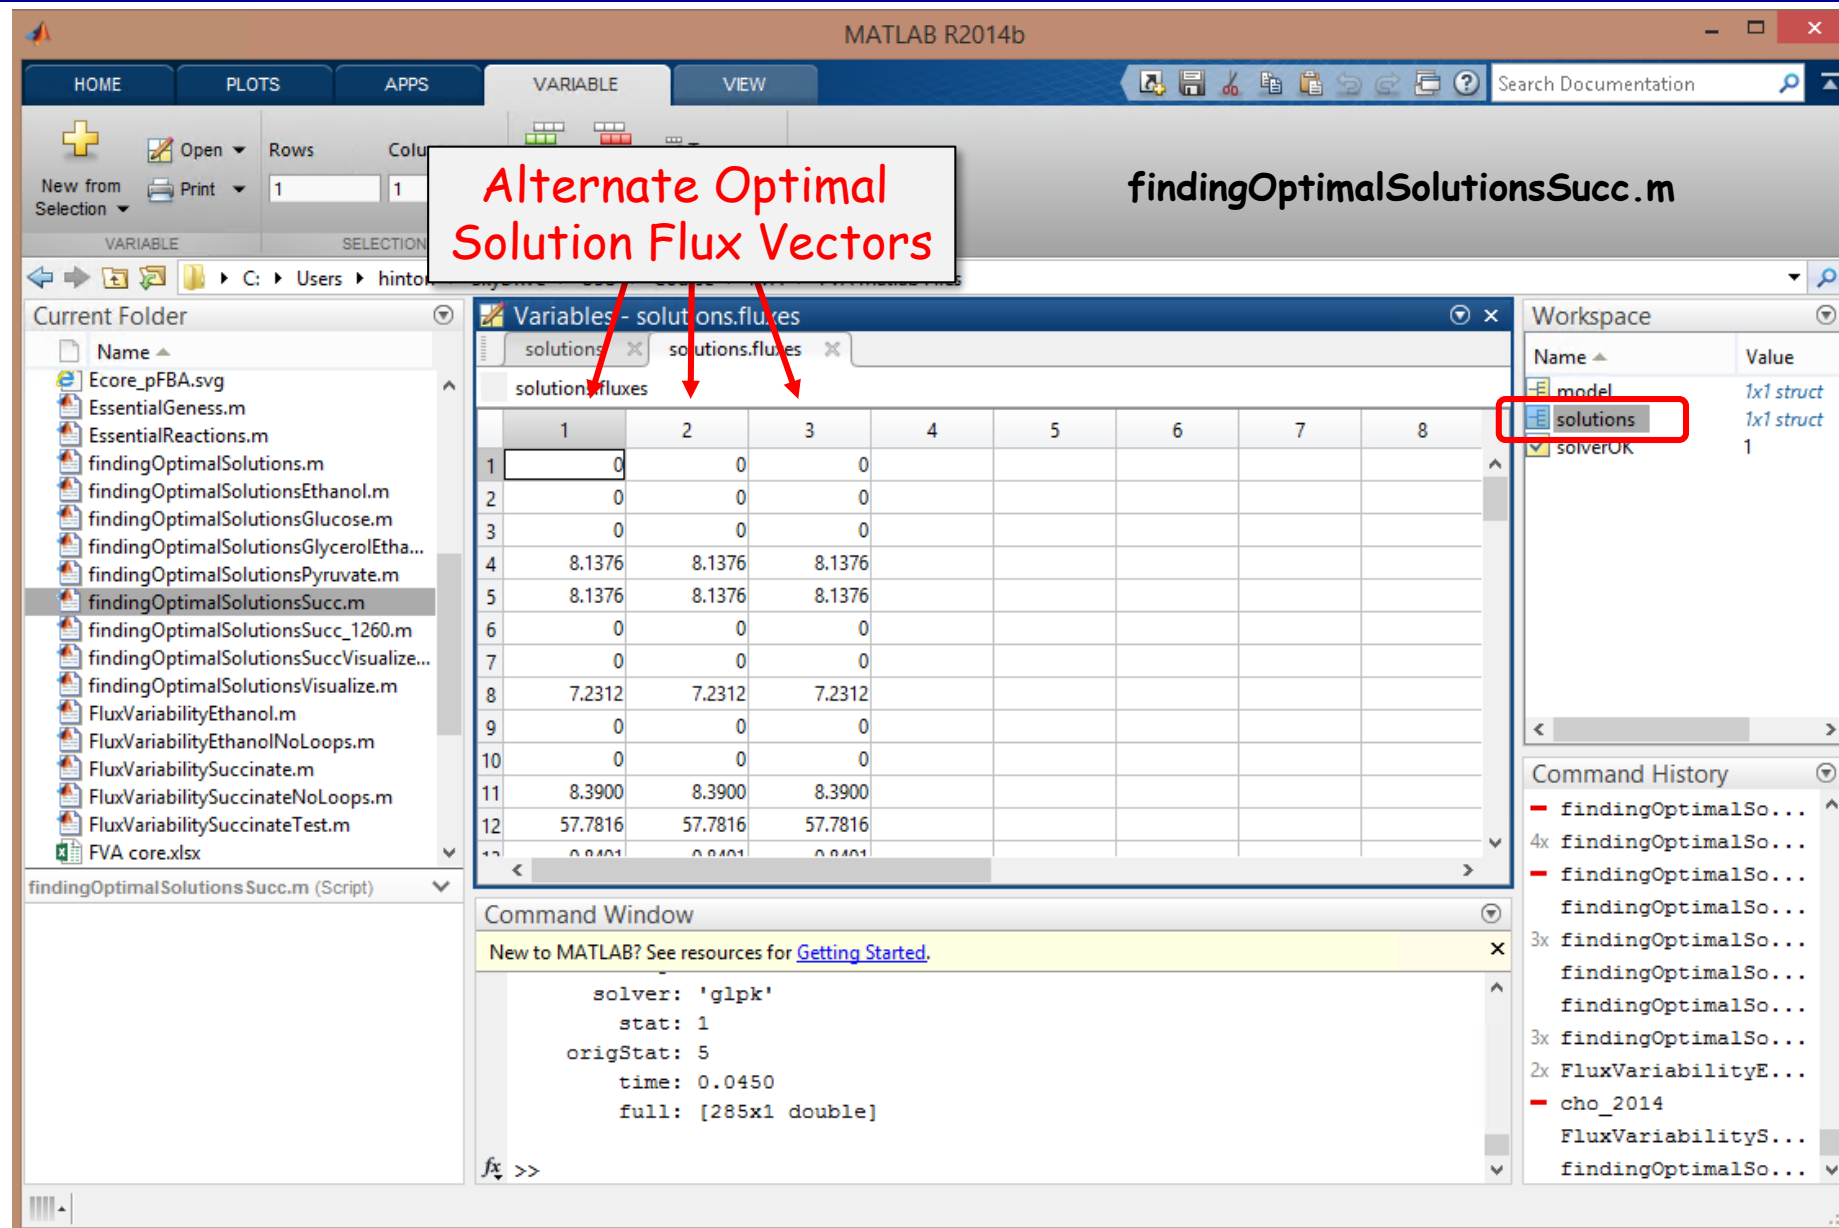 MATLAB R2014b
HOME PLOTS APPS VARIABLE VIEW Search Documentation
New from Selection Open Print Rows Colu
1 1
VARIABLE SELECTION
Alternate Optimal
Solution Flux Vectors
findingOptimalSolutionsSucc.m
C: Users hinton
Current Folder
Name
Ecore_pFBA.svg
EssentialGeness.m
EssentialReactions.m
findingOptimalSolutions.m
findingOptimalSolutionsEthanol.m
findingOptimalSolutionsGlucose.m
findingOptimalSolutionsGlycerolEtha...
findingOptimalSolutionsPyruvate.m
findingOptimalSolutionsSucc.m
findingOptimalSolutionsSucc_1260.m
findingOptimalSolutionsSuccVisualize...
findingOptimalSolutionsVisualize.m
FluxVariabilityEthanol.m
FluxVariabilityEthanolNoLoops.m
FluxVariabilitySuccinate.m
FluxVariabilitySuccinateNoLoops.m
FluxVariabilitySuccinateTest.m
FVA core.xlsx
findingOptimalSolutionsSucc.m (Script)
Variables - solutions.fluxes
solutions solutions.fluxes
solutions.fluxes
1 2 3 4 5 6 7 8
1 0 0 0
2 0 0 0
3 0 0 0
4 8.1376 8.1376 8.1376
5 8.1376 8.1376 8.1376
6 0 0 0
7 0 0 0
8 7.2312 7.2312 7.2312
9 0 0 0
10 0 0 0
11 8.3900 8.3900 8.3900
12 57.7816 57.7816 57.7816
Command Window
New to MATLAB? See resources for Getting Started.
solver: 'glpk'
stat: 1
origStat: 5
time: 0.0450
full: [285x1 double]
fx >>
Workspace
Name Value
model 1x1 struct
solutions 1x1 struct
solverOK 1
Command History
findingOptimalSo...
4x findingOptimalSo...
findingOptimalSo...
findingOptimalSo...
3x findingOptimalSo...
findingOptimalSo...
findingOptimalSo...
3x findingOptimalSo...
2x FluxVariabilityE...
cho_2014
FluxVariabilityS...
findingOptimalSo...